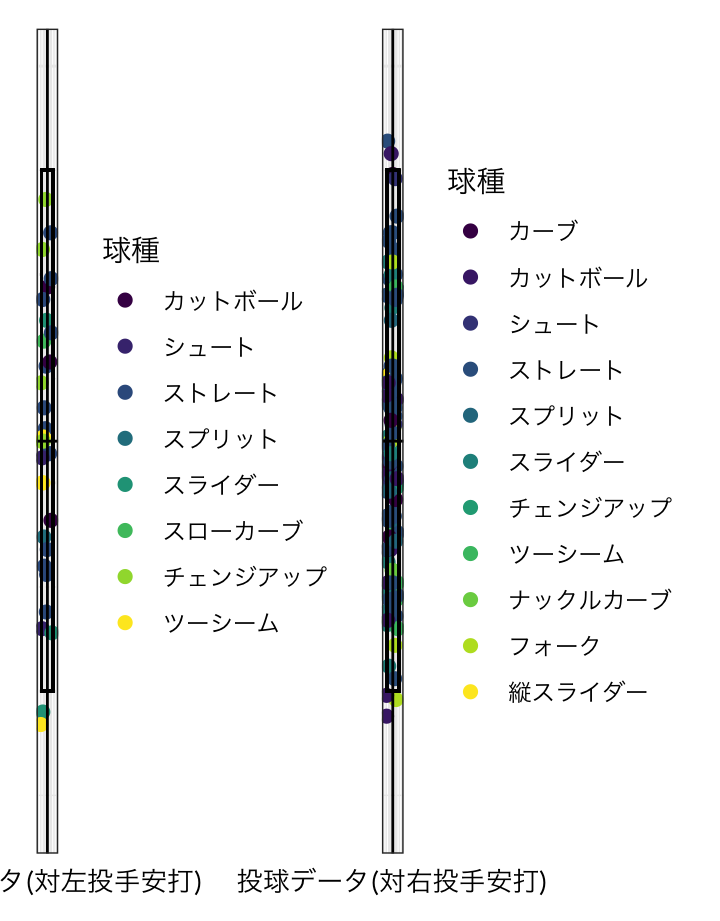 球種
カットボール
シュート
ストレート
スプリット
スライダー
スローカーブ
チェンジアップ
ツーシーム
タ(対左投手安打)
球種
カーブ
カットボール
シュート
ストレート
スプリット
スライダー
チェンジアップ
ツーシーム
ナックルカーブ
フォーク
縦スライダー
投球データ(対右投手安打)